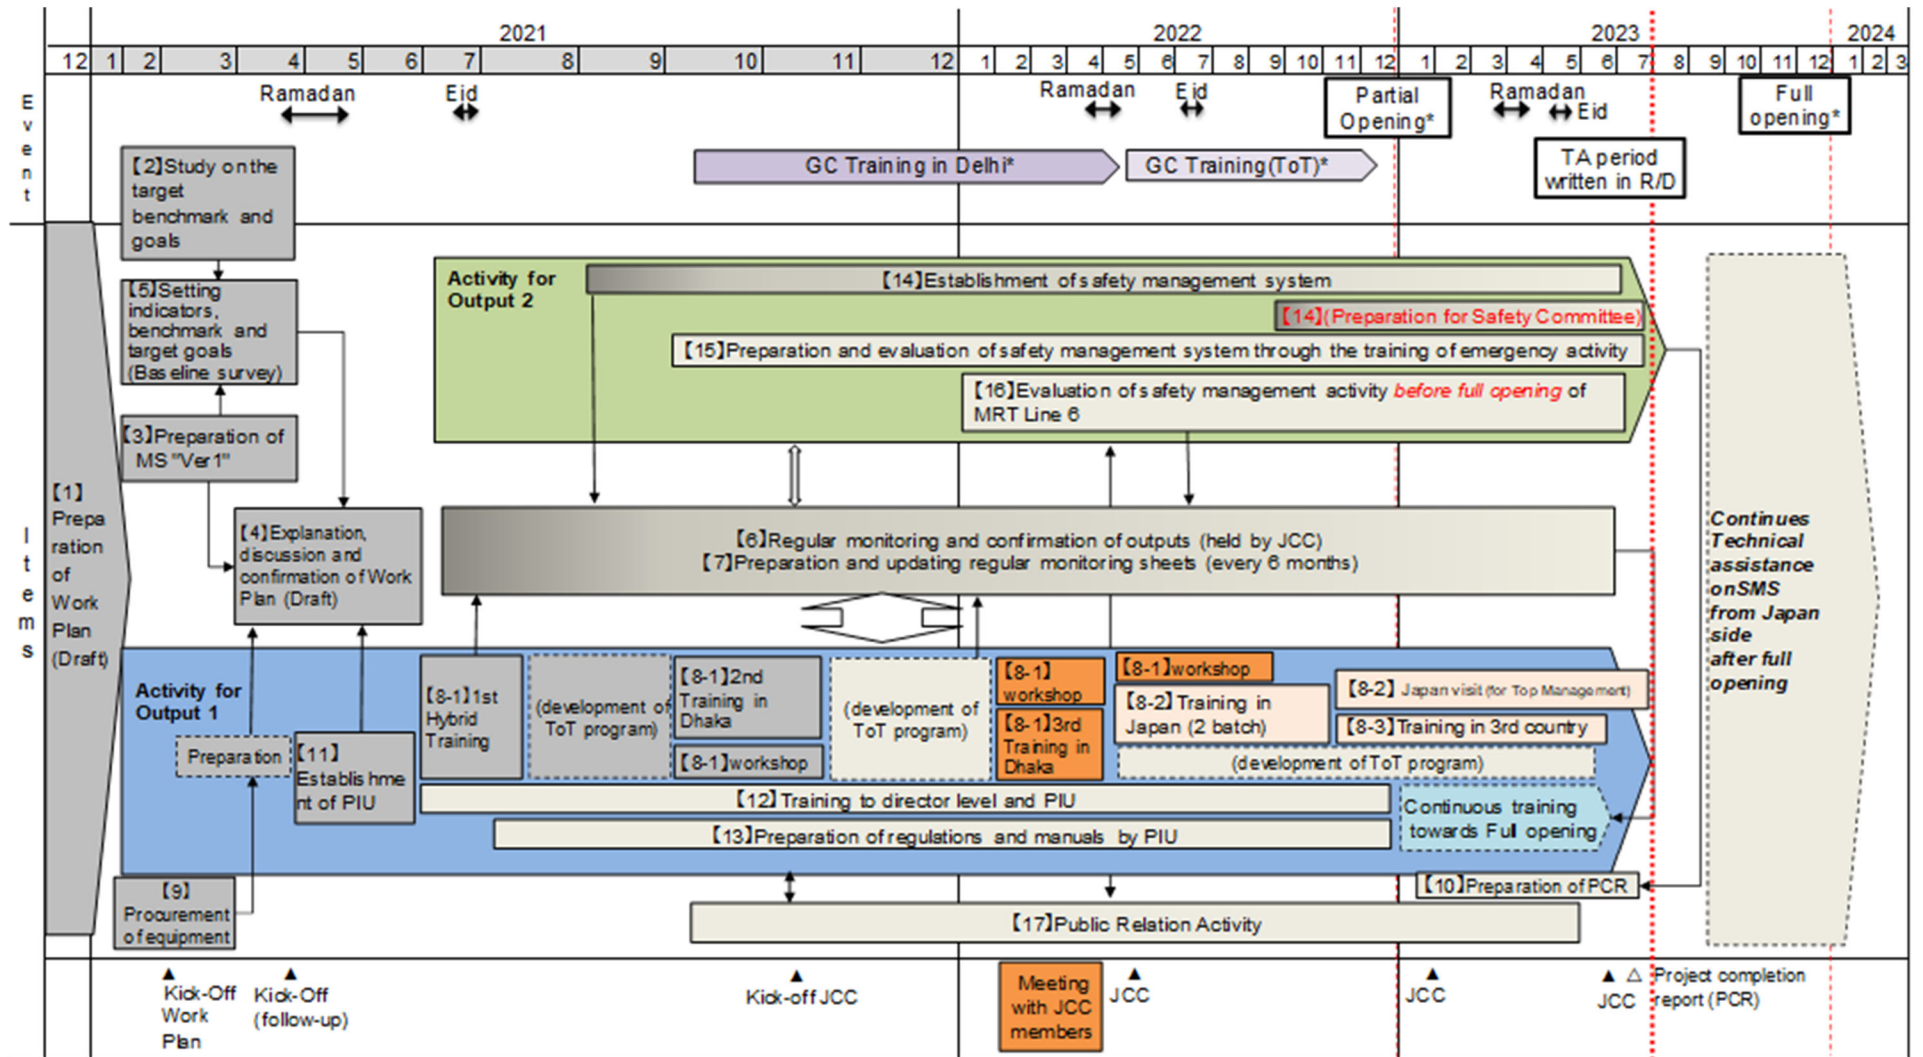 2021
2022
2023
2024
12 1 2 3 4 5 6 7 8 9 10 11 12 1 2 3 4 5 6 7 8 9 10 11 12 1 2 3 4 5 6 7 8 9 10 11 12 1 2 3
Event
Ramadan
Eid
Ramadan
Eid
Partial
Opening*
Ramadan
Eid
Full
opening*
GC Training in Delhi*
GC Training(ToT)*
TA period
written in R/D
【2】Study on the
target
benchmark and
goals
Items
【1】
Prepa
ration
of
Work
Plan
(Draft)
【5】Setting
indicators,
benchmark and
target goals
(Baseline survey)
【3】Preparation of
MS "Ver1"
【4】Explanation,
discussion and
confirmation of Work
Plan (Draft)
Activity for
Output 2
【14】Establishment of safety management system
【14】(Preparation for Safety Committee)
【15】Preparation and evaluation of safety management system through the training of emergency activity
【16】Evaluation of safety management activity before full opening of
MRT Line 6
【6】Regular monitoring and confirmation of outputs (held by JCC)
【7】Preparation and updating regular monitoring sheets (every 6 months)
Continues
Technical
assistance
onSMS
from Japan
side
after full
opening
Activity for
Output 1
Preparation
【11】
Establishme
nt of PIU
【8-1】1st
Hybrid
Training
(development of
ToT program)
【8-1】2nd
Training in
Dhaka
【8-1】workshop
(development of
ToT program)
【8-1】
workshop
【8-1】3rd
Training in
Dhaka
【8-1】workshop
【8-2】Training in
Japan (2 batch)
【8-2】 Japan visit (for Top Management)
【8-3】Training in 3rd country
(development of ToT program)
【12】Training to director level and PIU
【13】Preparation of regulations and manuals by PIU
Continuous training
towards Full opening
【9】
Procurement
of equipment
【10】Preparation of PCR
【17】Public Relation Activity
▲
Kick-Off
Work
Plan
▲
Kick-Off
(follow-up)
▲
Kick-off JCC
Meeting
with JCC
members
▲
JCC
▲
JCC
▲ △
JCC
Project completion
report (PCR)